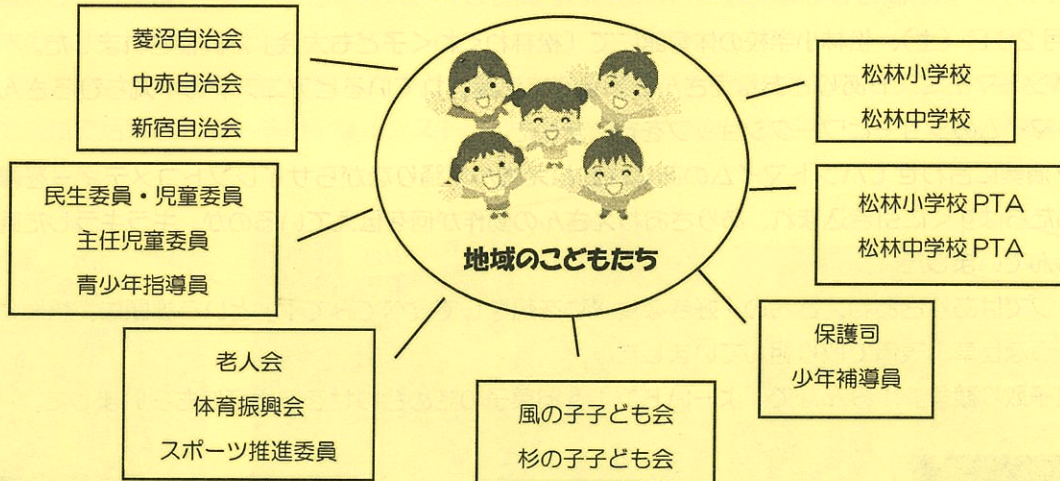 菱沼自治会
中赤自治会
新宿自治会
民生委員・児童委員
主任児童委員
青少年指導員
老人会
体育振興会
スポーツ推進委員
地域のこどもたち
風の子子ども会
杉の子子ども会
松林小学校
松林中学校
松林小学校PTA
松林中学校PTA
保護司
少年補導員